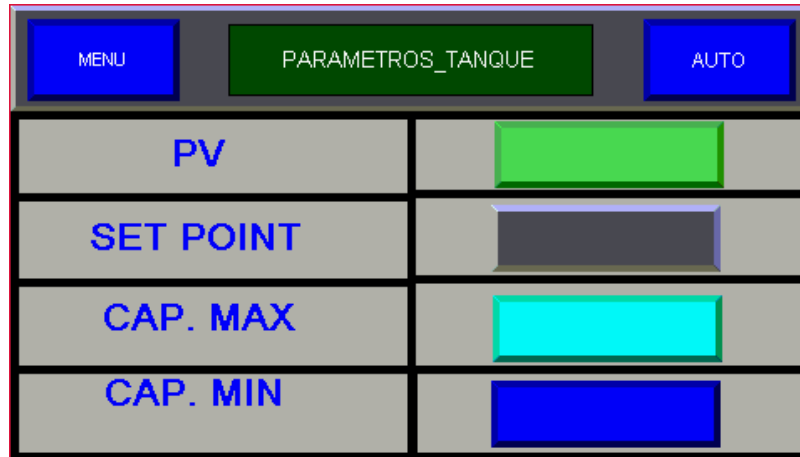 MENU
PARAMETROS_TANQUE
AUTO
PV
SET POINT
CAP. MAX
CAP. MIN